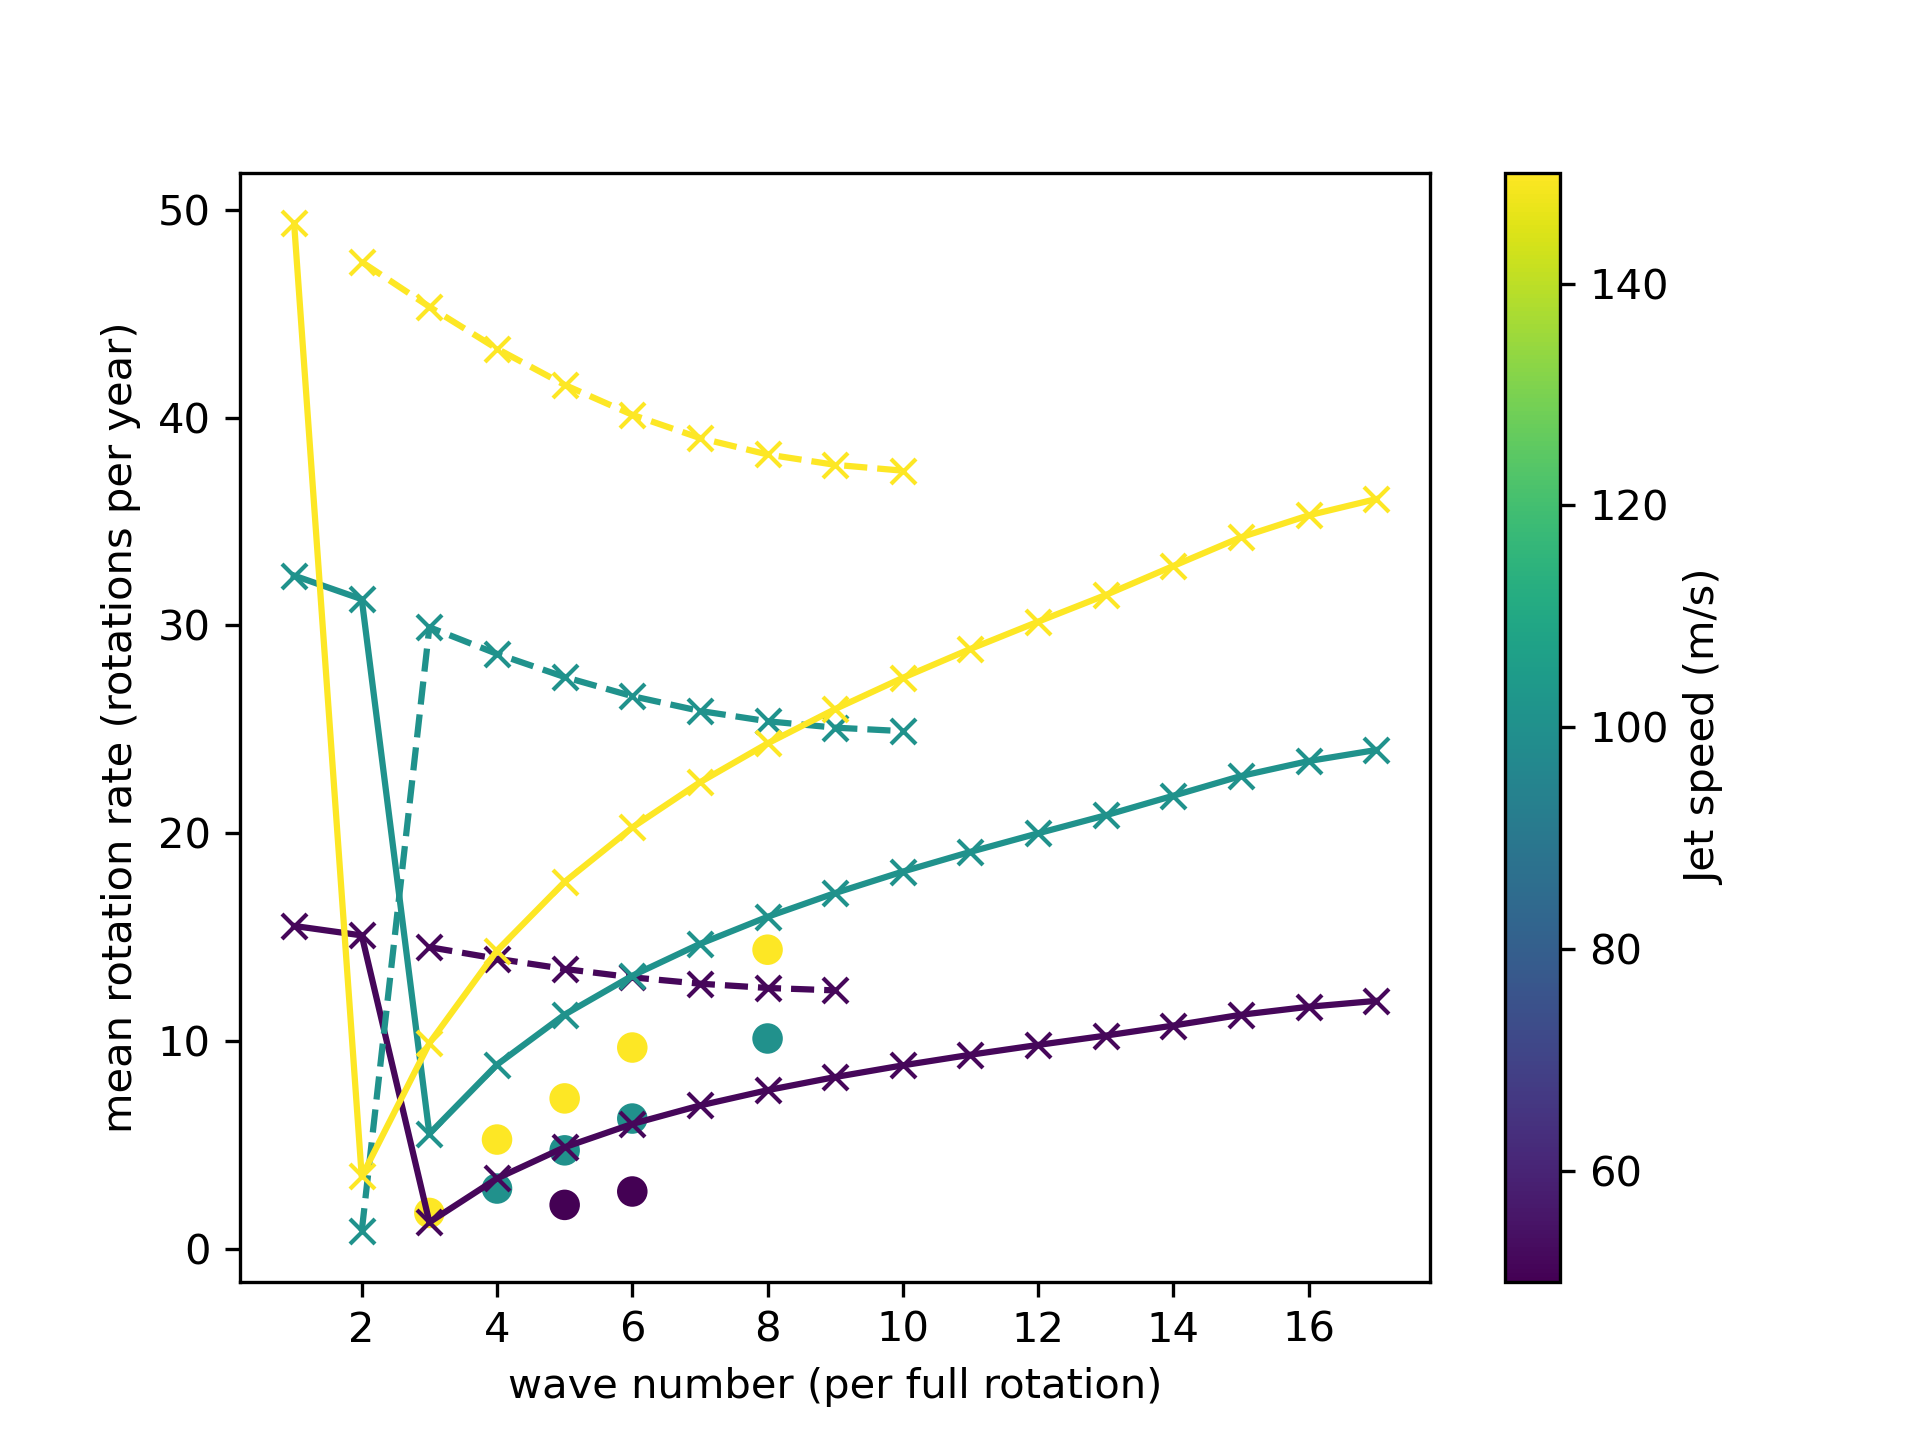 50
40
30
20
10
0
mean rotation rate (rotations per year)
2 4 6 8 10 12 14 16
wave number (per full rotation)
140
120
100
80
60
Jet speed (m/s)